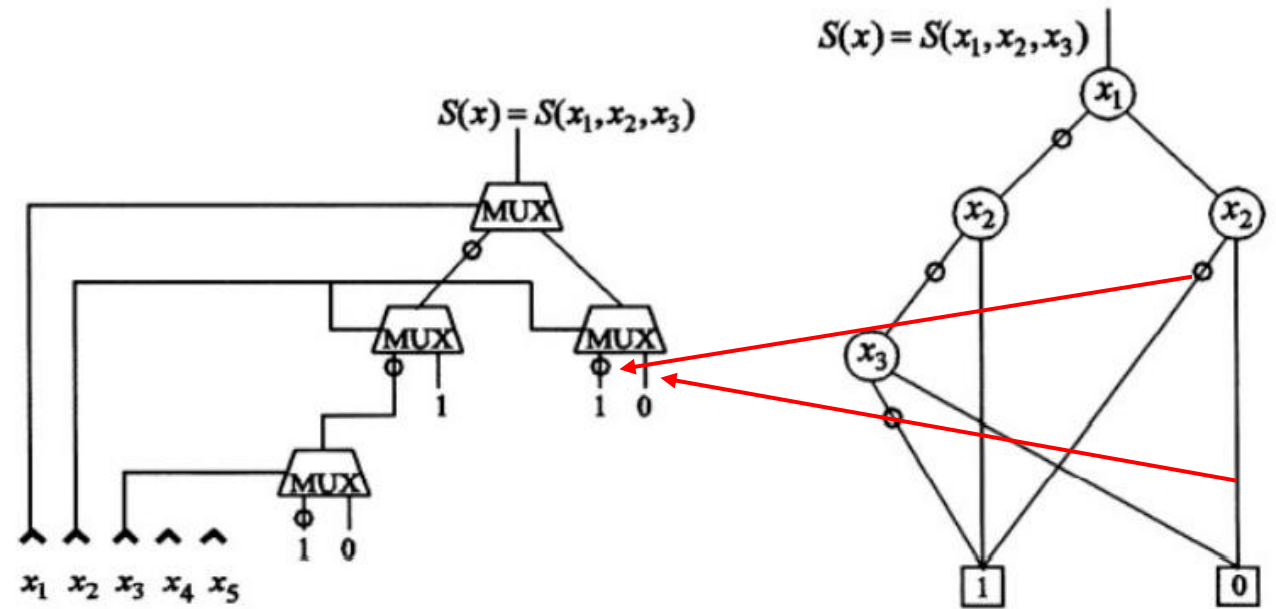 S(x) = S(x₁, x₂, x₃)
x₁
S(x) = S(x₁, x₂, x₃)
MUX
x₂ x₂
MUX MUX
x₃
1 1 0
MUX
1 0
x₁ x₂ x₃ x₄ x₅
1 0